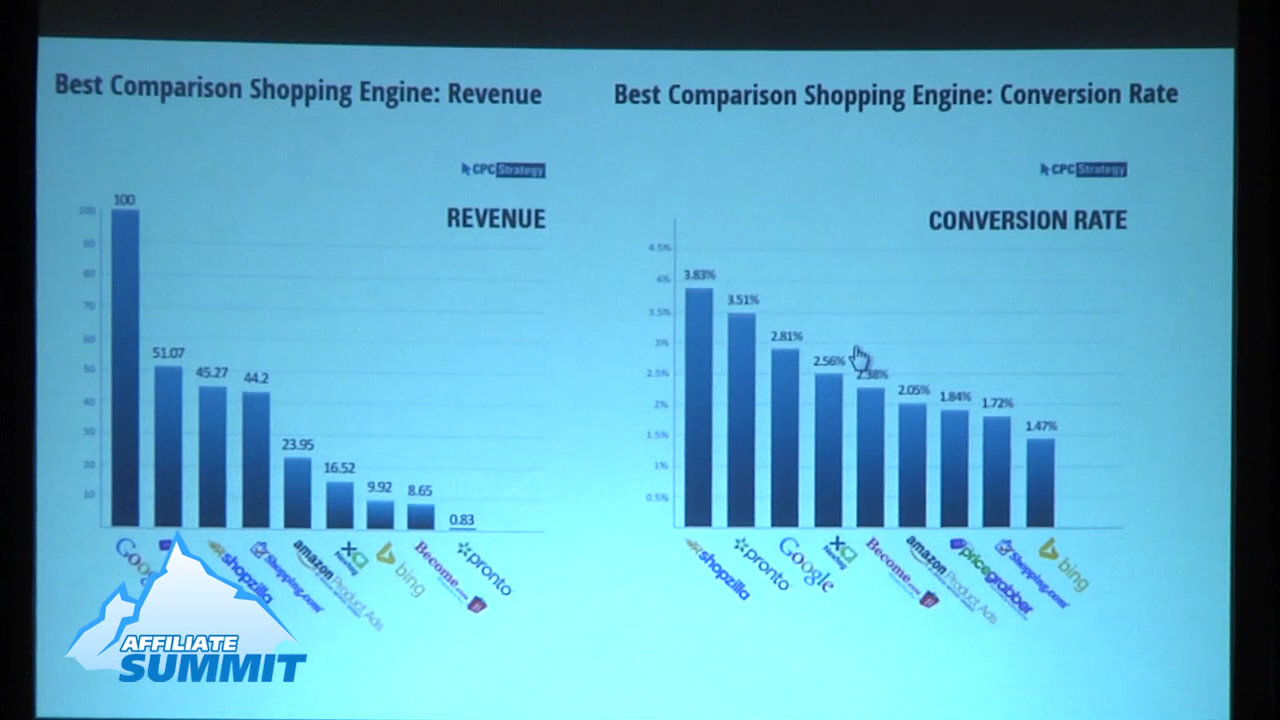 Best Comparison Shopping Engine: Revenue
CPC Strategy
REVENUE
100
100
90
80
70
60
50
40
30
20
10
51.07
45.27
44.2
23.95
16.52
9.92
8.65
0.83
Goog
shopzilla
Shopping.com
amazon
Product Ads
bing
Become.com
pronto
Best Comparison Shopping Engine: Conversion Rate
CPC Strategy
CONVERSION RATE
4.5%
4%
3.5%
3%
2.5%
2%
1.5%
1%
0.5%
3.83%
3.51%
2.81%
2.56%
2.38%
2.05%
1.84%
1.72%
1.47%
shopzilla
pronto
Google
Become.com
amazon
Product Ads
pricegrabber
Shopping.com
bing
AFFILIATE
SUMMIT